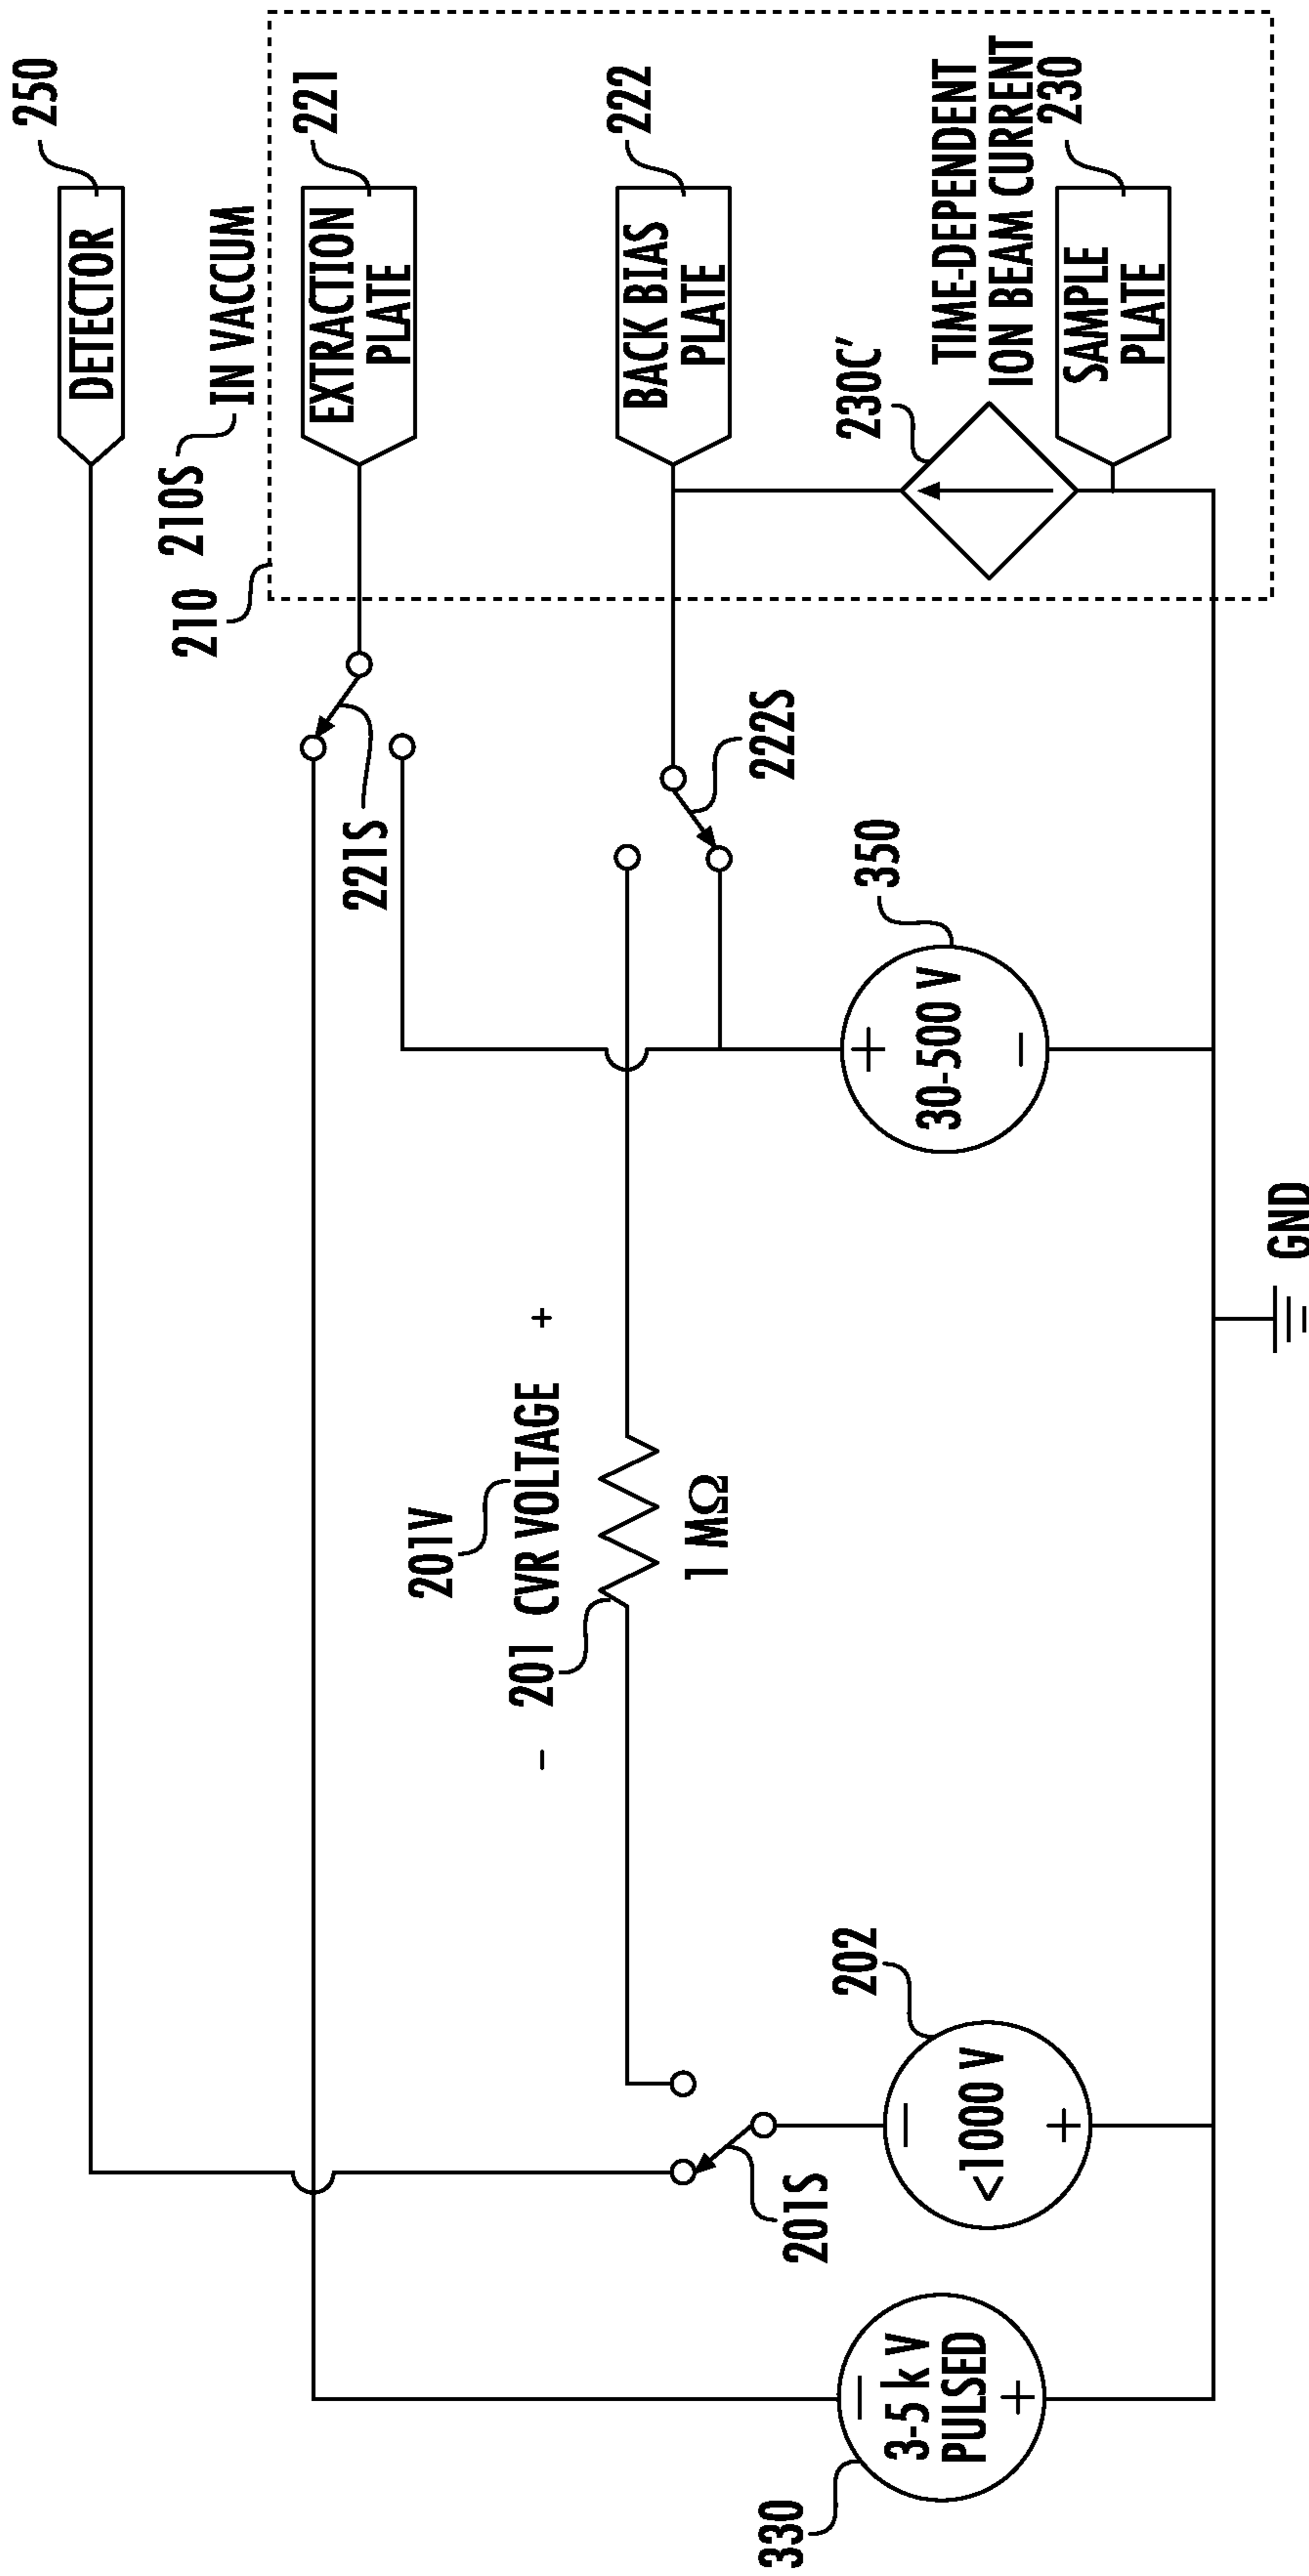 250
DETECTOR
210
210S
IN VACCUM
221
EXTRACTION
PLATE
221S
222
BACK BIAS
PLATE
222S
201V
- 201 CVR VOLTAGE +
1 MΩ
230C'
TIME-DEPENDENT
ION BEAM CURRENT
230
SAMPLE
PLATE
350
+
30-500 V
−
202
−
<1000 V
+
201S
330
−
3-5 k V
PULSED
+
GND